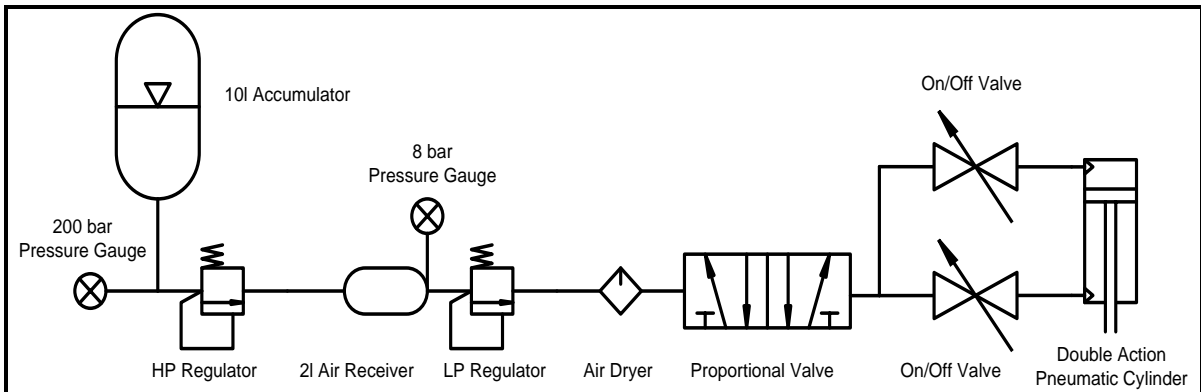 10l Accumulator
On/Off Valve
8 bar
Pressure Gauge
200 bar
Pressure Gauge
HP Regulator
2l Air Receiver
LP Regulator
Air Dryer
Proportional Valve
On/Off Valve
Double Action
Pneumatic Cylinder